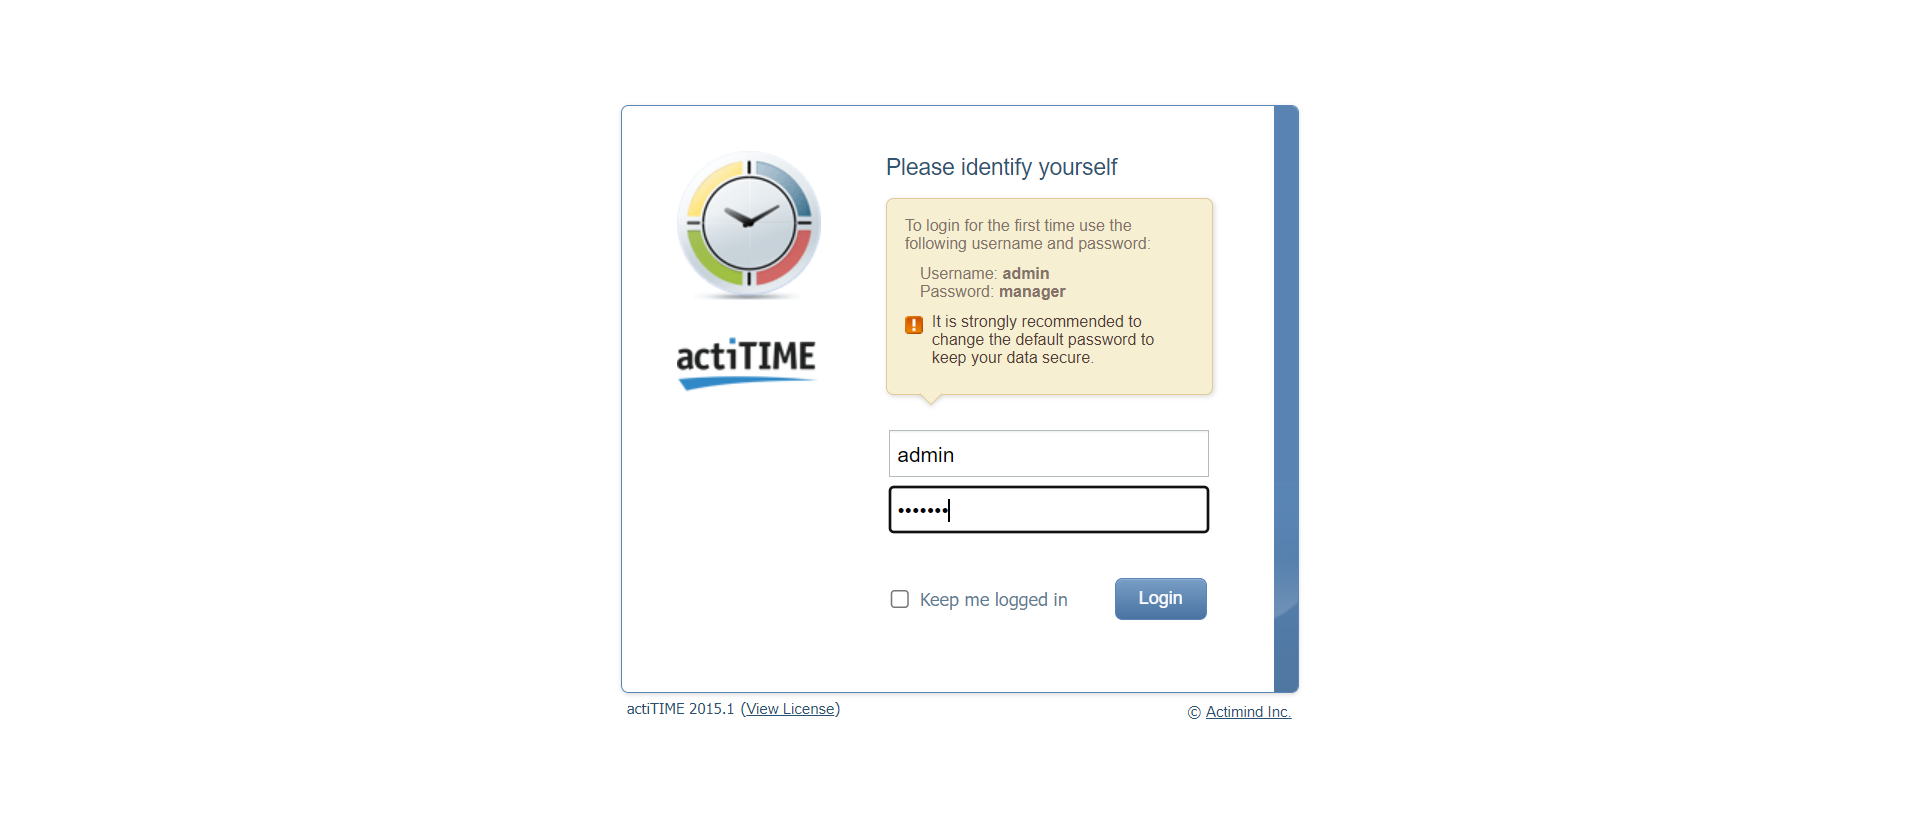 Please identify yourself
To login for the first time use the
following username and password:
Username: admin
Password: manager
It is strongly recommended to
change the default password to
keep your data secure.
actiTIME
admin
•••••••
Keep me logged in
Login
actiTIME 2015.1 (View License)
© Actimind Inc.